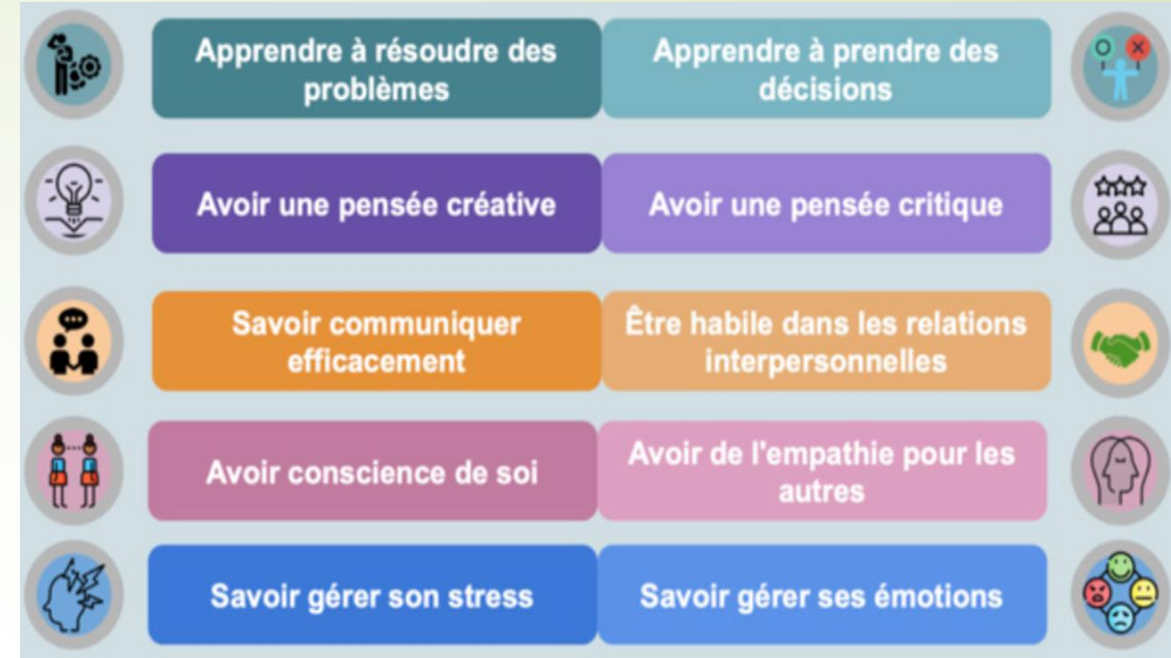 Apprendre à résoudre des
problèmes
Apprendre à prendre des
décisions
Avoir une pensée créative
Avoir une pensée critique
Savoir communiquer
efficacement
Être habile dans les relations
interpersonnelles
Avoir conscience de soi
Avoir de l'empathie pour les
autres
Savoir gérer son stress
Savoir gérer ses émotions